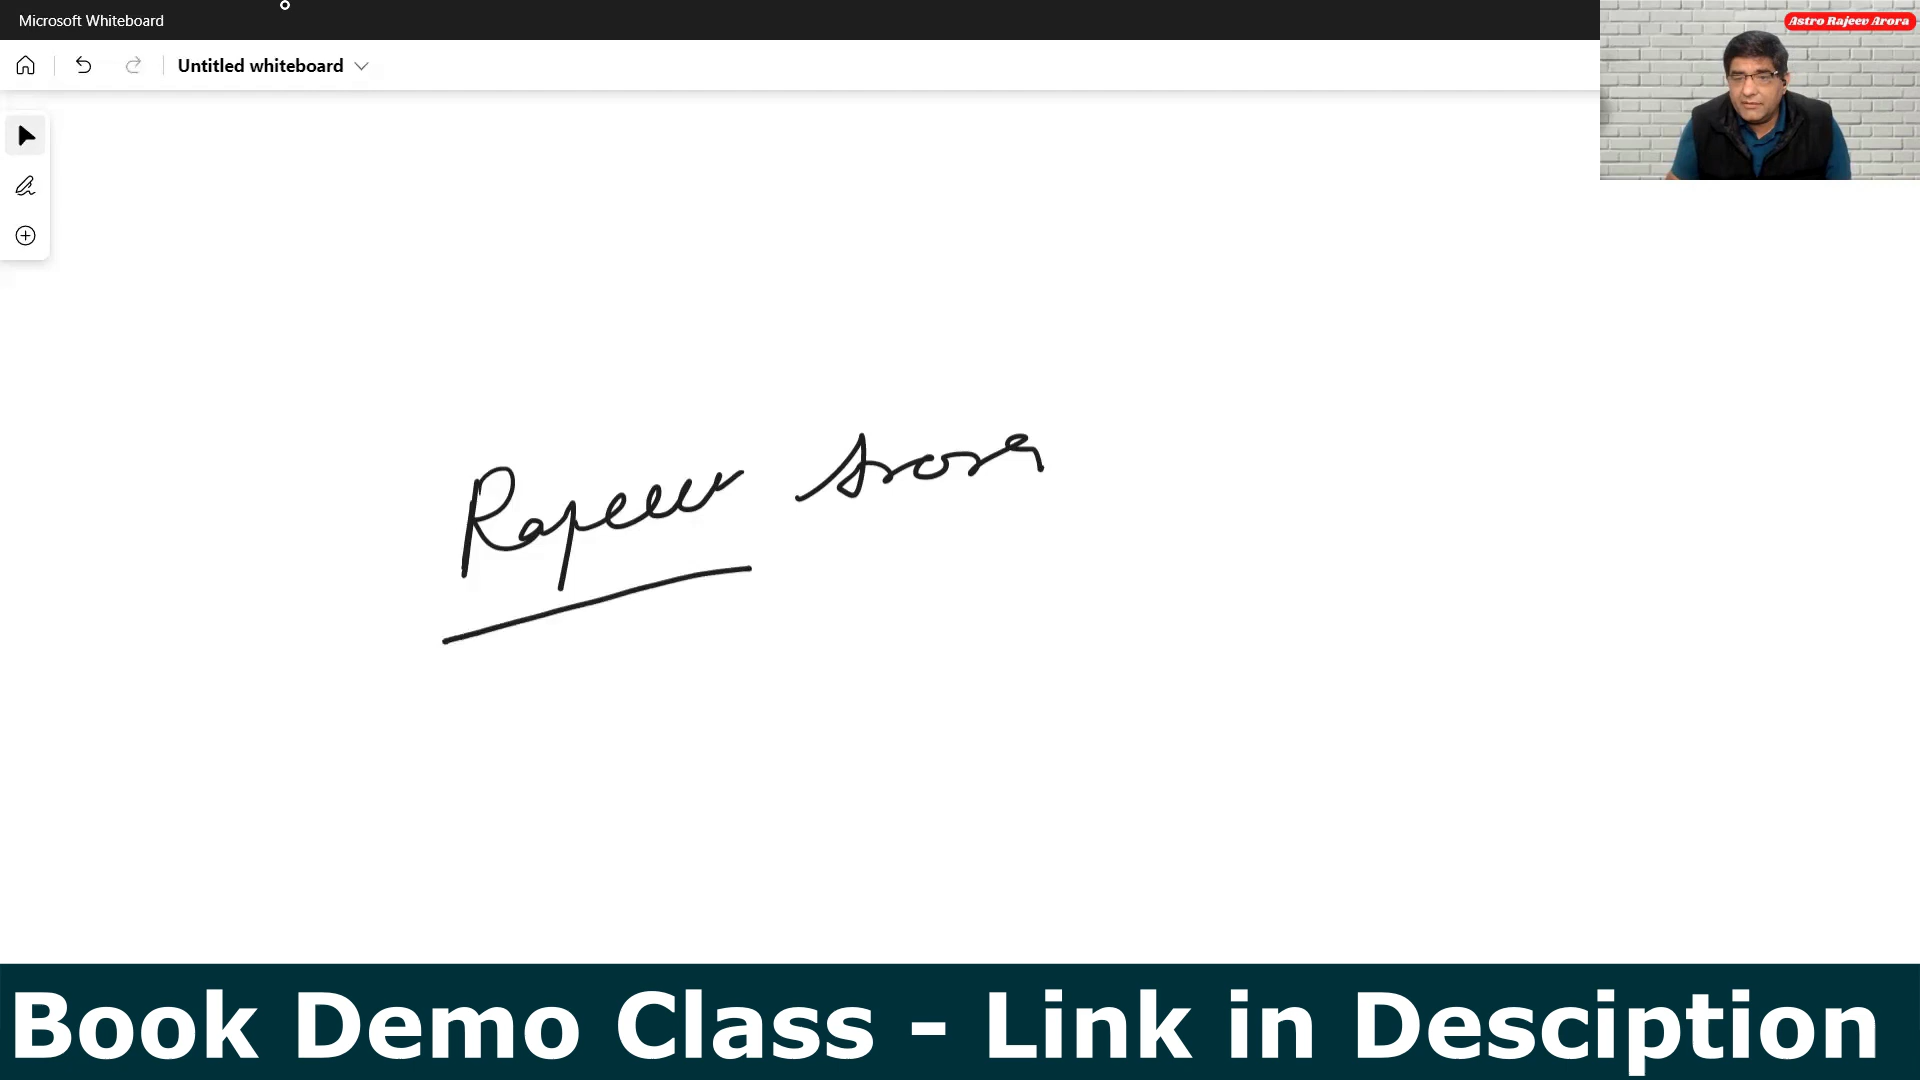 Microsoft Whiteboard
Astro Rajeev Arora
Untitled whiteboard
Rajeev Arora
Book Demo Class - Link in Desciption